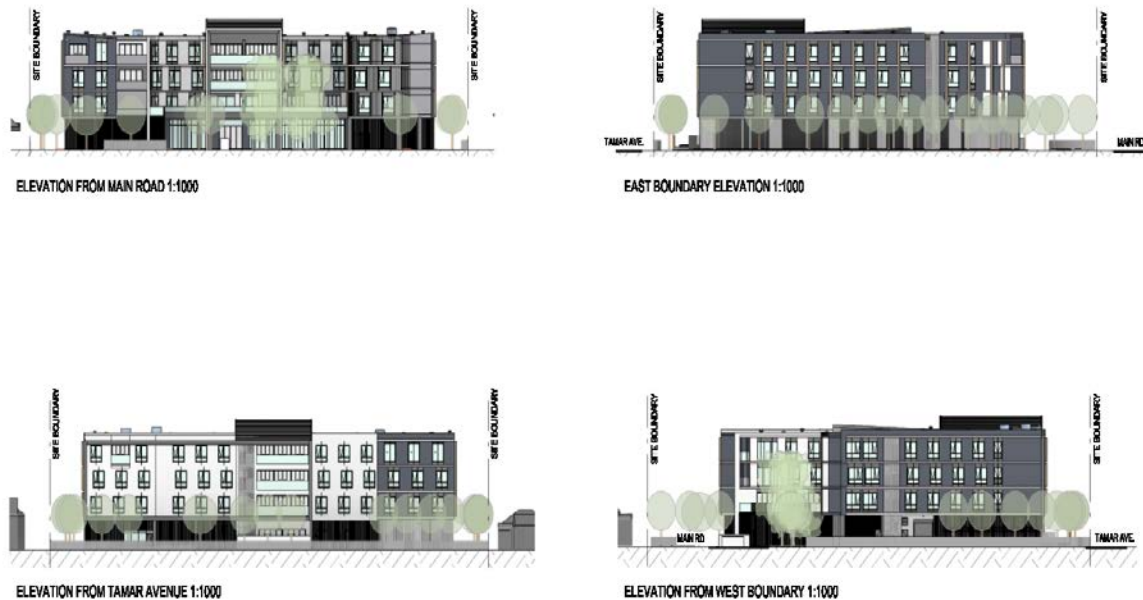 SITE BOUNDARY
SITE BOUNDARY
ELEVATION FROM MAIN ROAD 1:1000
SITE BOUNDARY
SITE BOUNDARY
TAMAR AVE.
MAIN RD
EAST BOUNDARY ELEVATION 1:1000
SITE BOUNDARY
SITE BOUNDARY
ELEVATION FROM TAMAR AVENUE 1:1000
SITE BOUNDARY
SITE BOUNDARY
MAIN RD
TAMAR AVE.
ELEVATION FROM WEST BOUNDARY 1:1000